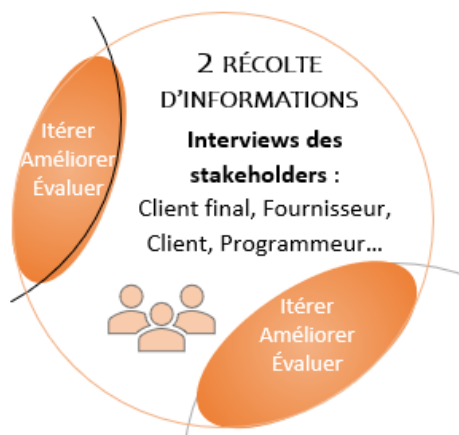 2 RÉCOLTE
D'INFORMATIONS
Interviews des
stakeholders :
Client final, Fournisseur,
Client, Programmeur...
Itérer
Améliorer
Évaluer
Itérer
Améliorer
Évaluer